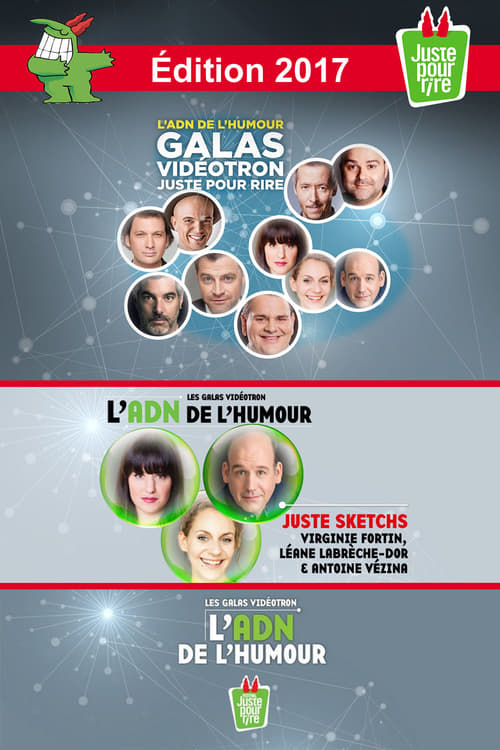 Édition 2017
Juste
pour
rire
L'ADN DE L'HUMOUR
GALAS
VIDÉOTRON
JUSTE POUR RIRE
LES GALAS VIDÉOTRON
L'ADN DE L'HUMOUR
JUSTE SKETCHS
VIRGINIE FORTIN,
LÉANE LABRÈCHE-DOR
& ANTOINE VÉZINA
LES GALAS VIDÉOTRON
L'ADN
DE L'HUMOUR
Juste
pour
rire